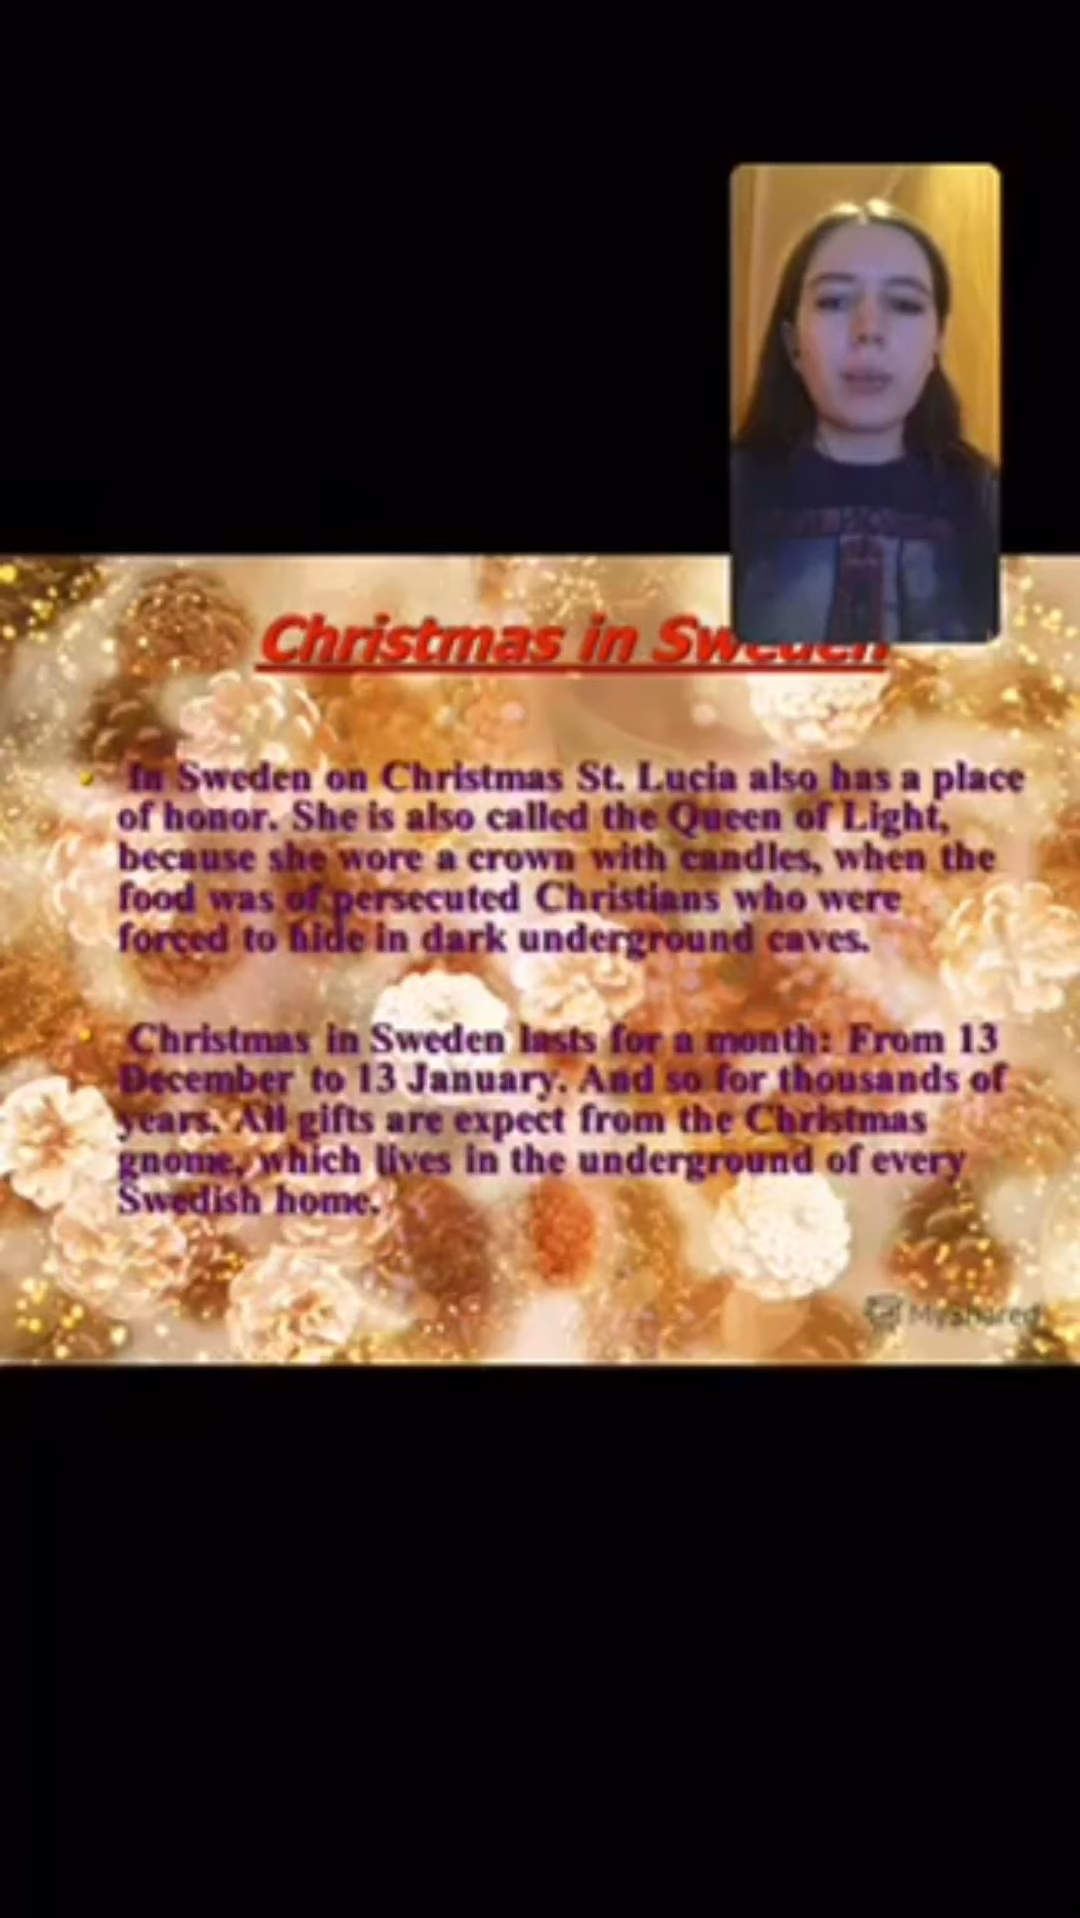 Christmas in Sweden
In Sweden on Christmas St. Lucia also has a place
of honor. She is also called the Queen of Light,
because she wore a crown with candles, when the
food was of persecuted Christians who were
forced to hide in dark underground caves.
Christmas in Sweden lasts for a month: From 13
December to 13 January. And so for thousands of
years. All gifts are expect from the Christmas
gnome, which lives in the underground of every
Swedish home.
MyShared